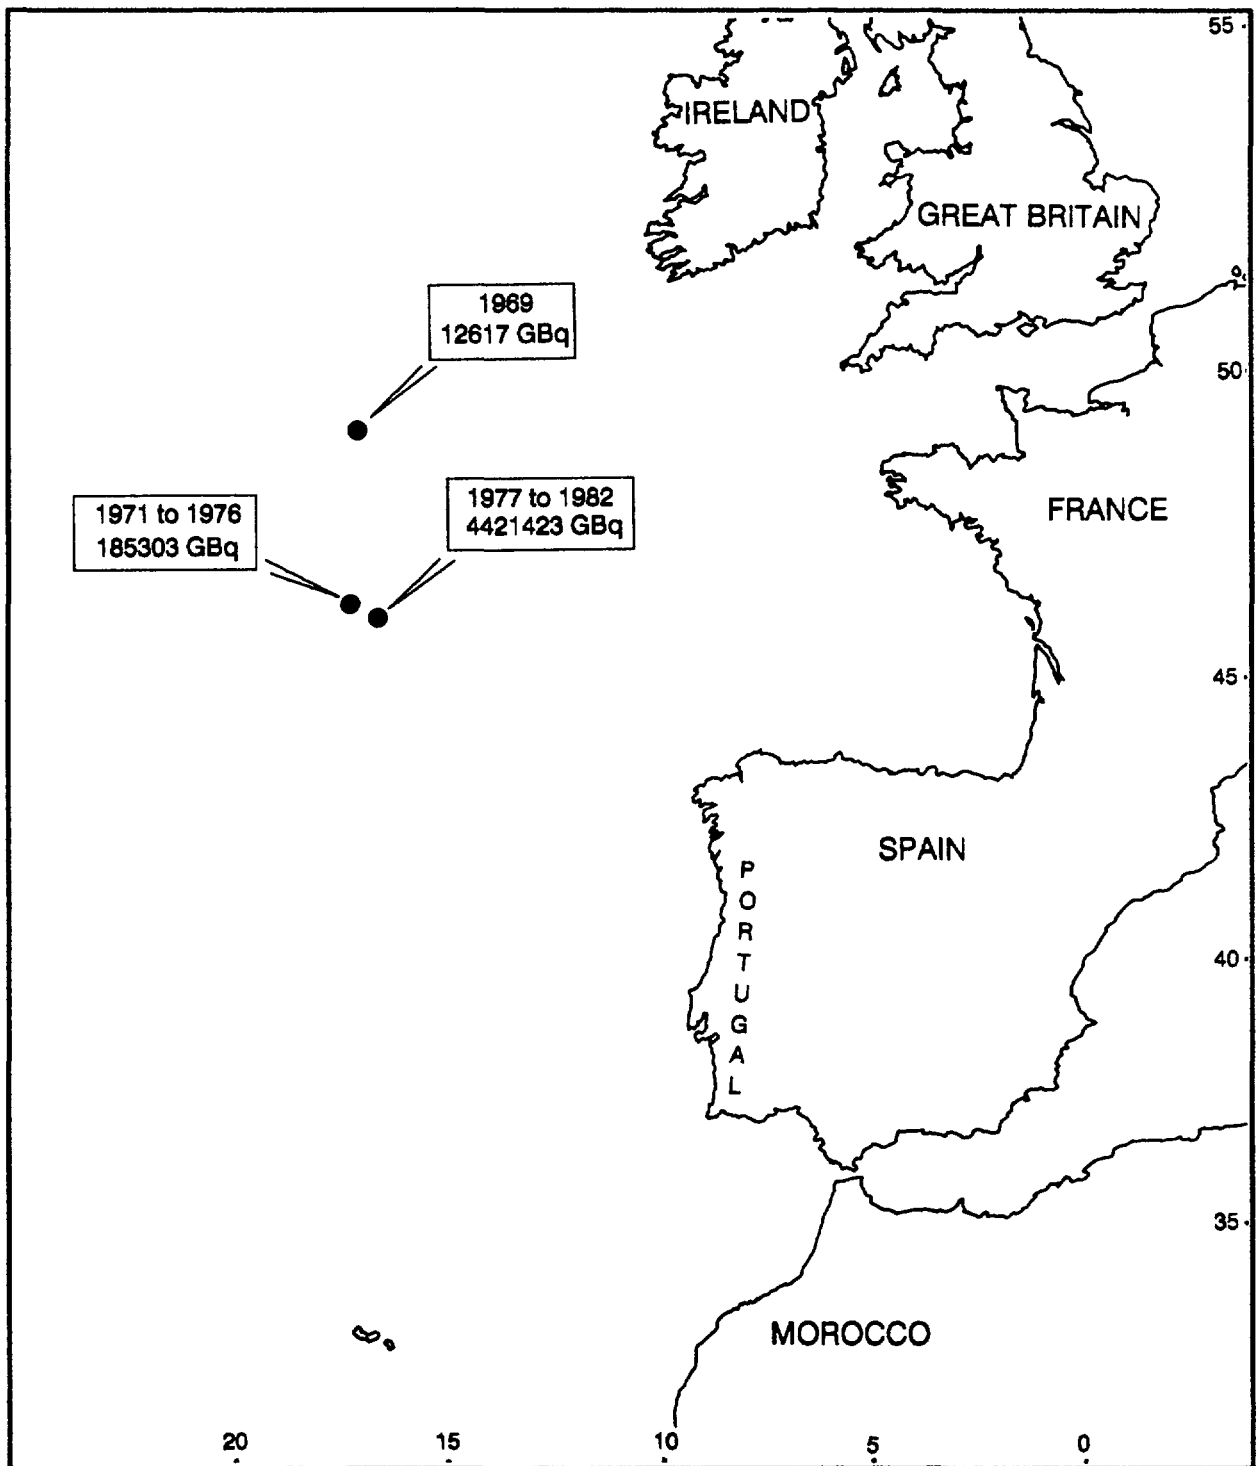 55
IRELAND
GREAT BRITAIN
1969
12617 GBq
50
1977 to 1982
4421423 GBq
1971 to 1976
185303 GBq
FRANCE
45
SPAIN
PORTUGAL
40
35
MOROCCO
20 15 10 5 0